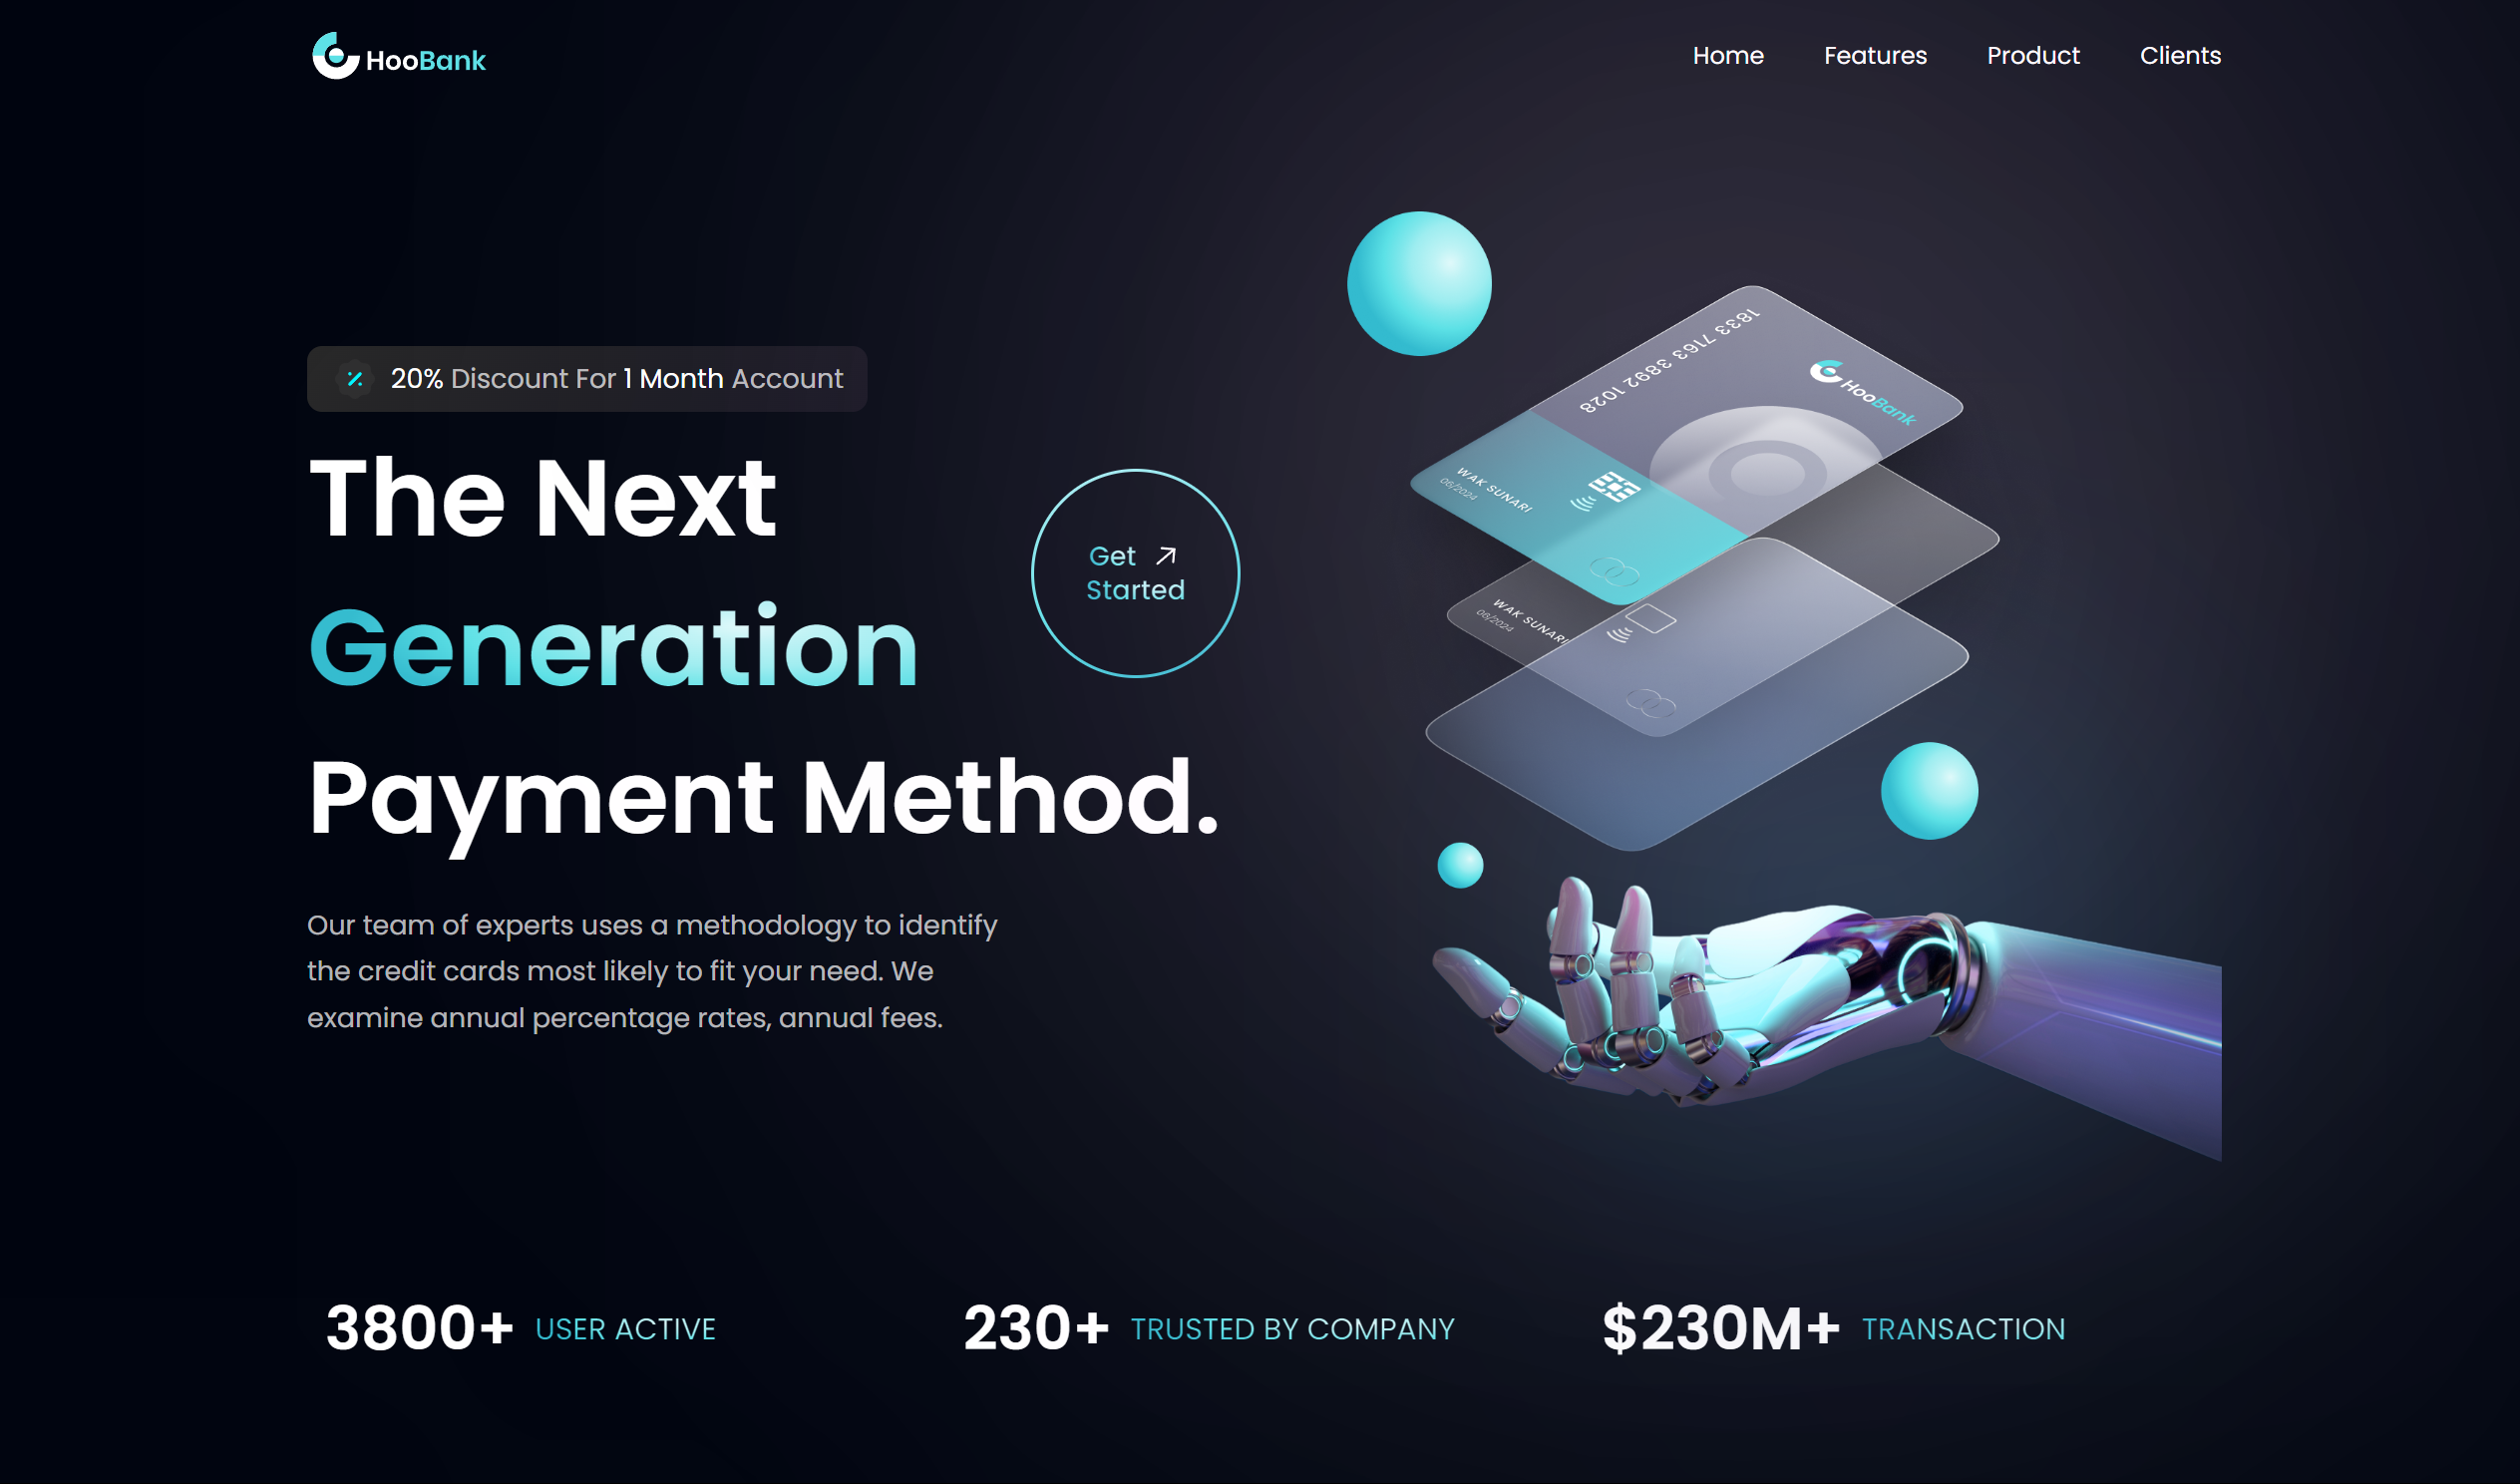 HooBank
Home Features Product Clients
20% Discount For 1 Month Account
The Next
Generation
Payment Method.
Get
Started
Our team of experts uses a methodology to identify
the credit cards most likely to fit your need. We
examine annual percentage rates, annual fees.
1833 7163 3892 1028
HooBank
WAK SUNARI
08/2024
WAK SUNARI
08/2024
3800+ USER ACTIVE
230+ TRUSTED BY COMPANY
$230M+ TRANSACTION